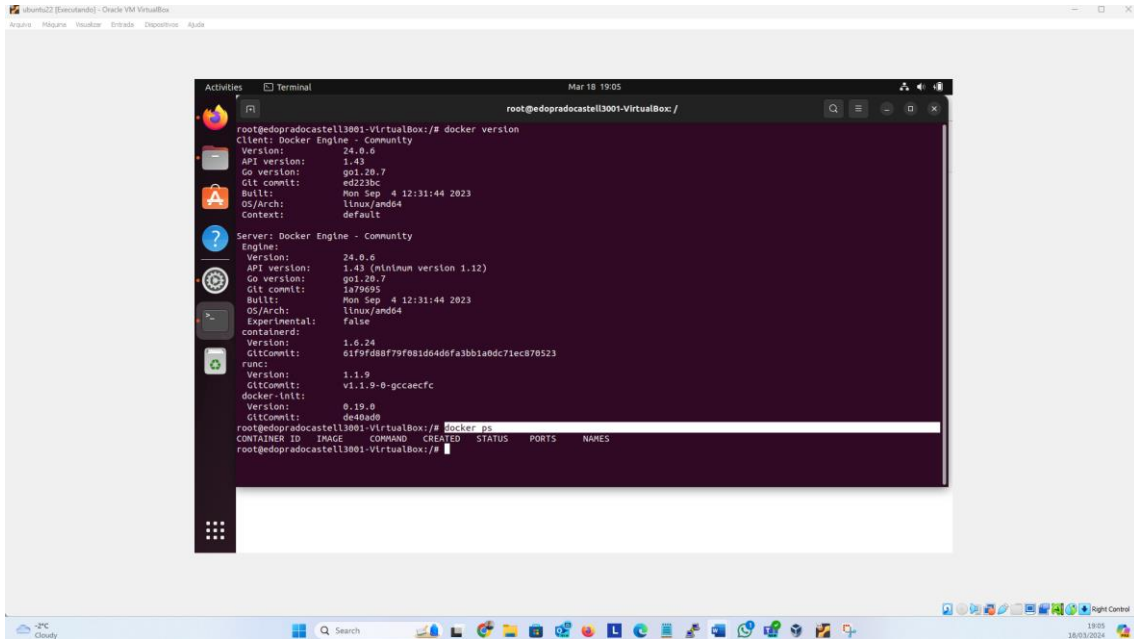 ubuntu22 [Executando] - Oracle VM VirtualBox
Arquivo Máquina Visualizar Entrada Dispositivos Ajuda
Activities Terminal Mar 18 19:05
root@edopradocastell3001-VirtualBox: /
root@edopradocastell3001-VirtualBox:/# docker version
Client: Docker Engine - Community
Version: 24.0.6
API version: 1.43
Go version: go1.20.7
Git commit: ed223bc
Built: Mon Sep 4 12:31:44 2023
OS/Arch: linux/amd64
Context: default
Server: Docker Engine - Community
Engine:
Version: 24.0.6
API version: 1.43 (minimum version 1.12)
Go version: go1.20.7
Git commit: 1a79695
Built: Mon Sep 4 12:31:44 2023
OS/Arch: linux/amd64
Experimental: false
containerd:
Version: 1.6.24
GitCommit: 61f9fd88f79f081d64d6fa3bb1a0dc71ec870523
runc:
Version: 1.1.9
GitCommit: v1.1.9-0-gccaecfc
docker-init:
Version: 0.19.0
GitCommit: de40ad0
root@edopradocastell3001-VirtualBox:/# docker ps
CONTAINER ID IMAGE COMMAND CREATED STATUS PORTS NAMES
root@edopradocastell3001-VirtualBox:/#
Right Control
-2°C
Cloudy
Search
19:05
18/03/2024